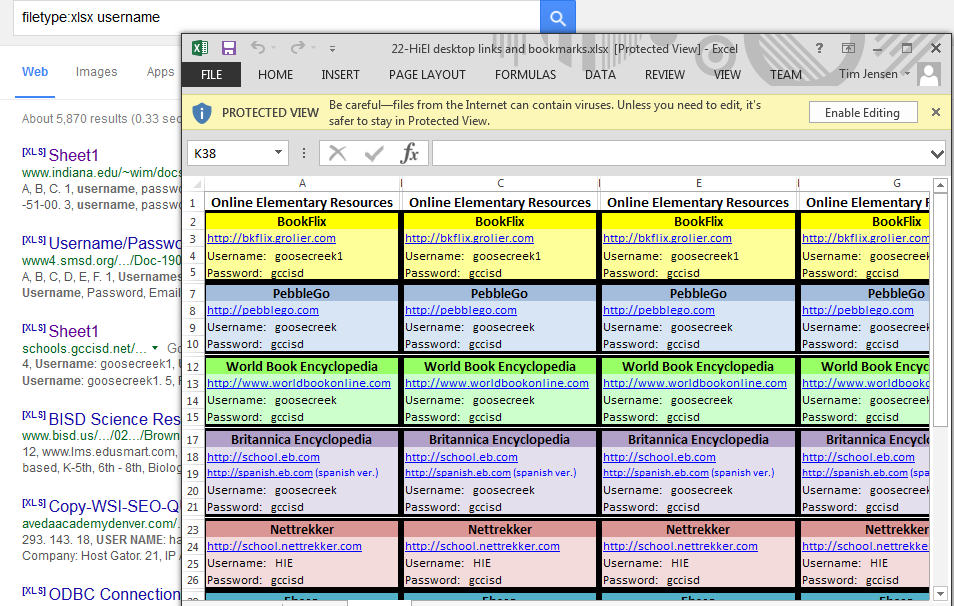 filetype:xlsx username
Web Images Apps
About 5,870 results (0.33 sec
[XLS] Sheet1
www.indiana.edu/~wim/docs
A, B, C. 1, username, passwo
-51-00. 3, username, passwo
[XLS] Username/Passwo
www4.smsd.org/.../Doc-190
A, B, C, D, E, F. 1, Usernames
Username, Password, Email
[XLS] Sheet1
schools.gccisd.net/... Go
4, Username: goosecreek1, U
Username: goosecreek1. 5, P
[XLS] BISD Science Res
www.bisd.us/.../02.../Brown
12, www.lms.edusmart.com,
based, K-5th, 6th - 8th, Biolog
[XLS] Copy-WSI-SEO-Q
avedaacademydenver.com/.
293. 143. 18, USER NAME: ha
Company: Host Gator. 21, IP A
[XLS] ODBC Connection
22-HiEl desktop links and bookmarks.xlsx [Protected View] - Excel
FILE HOME INSERT PAGE LAYOUT FORMULAS DATA REVIEW VIEW TEAM Tim Jensen
PROTECTED VIEW Be careful—files from the Internet can contain viruses. Unless you need to edit, it's
safer to stay in Protected View.
Enable Editing
K38 fx
A C E G
1 Online Elementary Resources Online Elementary Resources Online Elementary Resources Online Elementary R
2 BookFlix BookFlix BookFlix BookFlix
3 http://bkflix.grolier.com http://bkflix.grolier.com http://bkflix.grolier.com http://bkflix.grolier.com
4 Username: goosecreek1 Username: goosecreek1 Username: goosecreek1 Username: goosecreek1
5 Password: gccisd Password: gccisd Password: gccisd Password: gccisd
7 PebbleGo PebbleGo PebbleGo PebbleGo
8 http://pebblego.com http://pebblego.com http://pebblego.com http://pebblego.com
9 Username: goosecreek Username: goosecreek Username: goosecreek Username: goosecreek
10 Password: gccisd Password: gccisd Password: gccisd Password: gccisd
12 World Book Encyclopedia World Book Encyclopedia World Book Encyclopedia World Book Encyc
13 http://www.worldbookonline.com http://www.worldbookonline.com http://www.worldbookonline.com http://www.worldbookc
14 Username: goosecreek Username: goosecreek Username: goosecreek Username: goosecreek
15 Password: gccisd Password: gccisd Password: gccisd Password: gccisd
17 Britannica Encyclopedia Britannica Encyclopedia Britannica Encyclopedia Britannica Encycl
18 http://school.eb.com http://school.eb.com http://school.eb.com http://school.eb.com
19 http://spanish.eb.com (spanish ver.) http://spanish.eb.com (spanish ver.) http://spanish.eb.com (spanish ver.) http://spanish.eb.com (spa
20 Username: goosecreek Username: goosecreek Username: goosecreek Username: goosecreek
21 Password: gccisd Password: gccisd Password: gccisd Password: gccisd
23 Nettrekker Nettrekker Nettrekker Nettrekker
24 http://school.nettrekker.com http://school.nettrekker.com http://school.nettrekker.com http://school.nettrekke
25 Username: HIE Username: HIE Username: HIE Username: HIE
26 Password: gccisd Password: gccisd Password: gccisd Password: gccisd